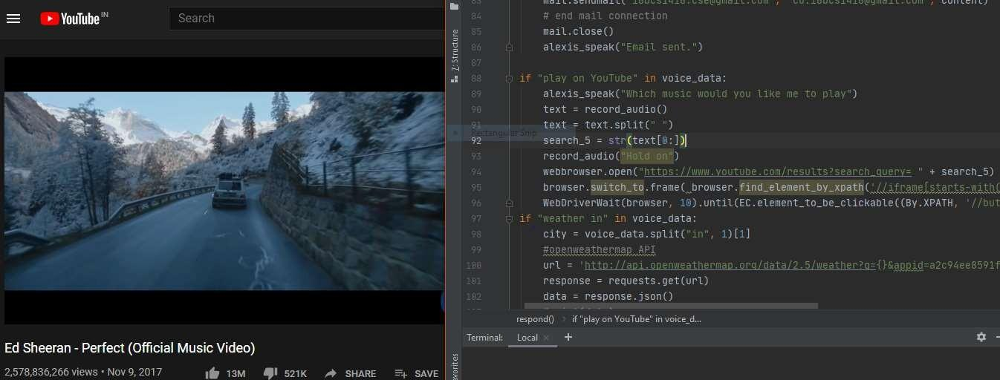 YouTube IN
Search
Ed Sheeran - Perfect (Official Music Video)
2,578,836,266 views • Nov 9, 2017 13M 521K SHARE SAVE
7: Structure
84 # end mail connection
85 mail.close()
86 alexis_speak("Email sent.")
87
88 if "play on YouTube" in voice_data:
89 alexis_speak("Which music would you like me to play")
90 text = record_audio()
91 text = text.split(" ")
Rectangular Snip
92 search_5 = str(text[0:])
93 record_audio("Hold on")
94 webbrowser.open("https://www.youtube.com/results?search_query= " + search_5)
95 browser.switch_to.frame( browser.find_element_by_xpath('//iframe[starts-with(
96 WebDriverWait(browser, 10).until(EC.element_to_be_clickable((By.XPATH, '//but
97 if "weather in" in voice_data:
98 city = voice_data.split("in", 1)[1]
99 #openweathermap API
100 url = 'http://api.openweathermap.org/data/2.5/weather?q={}&appid=a2c94ee8591f
101 response = requests.get(url)
102 data = response.json()
respond() › if "play on YouTube" in voice_d...
Terminal: Local × +
avorites